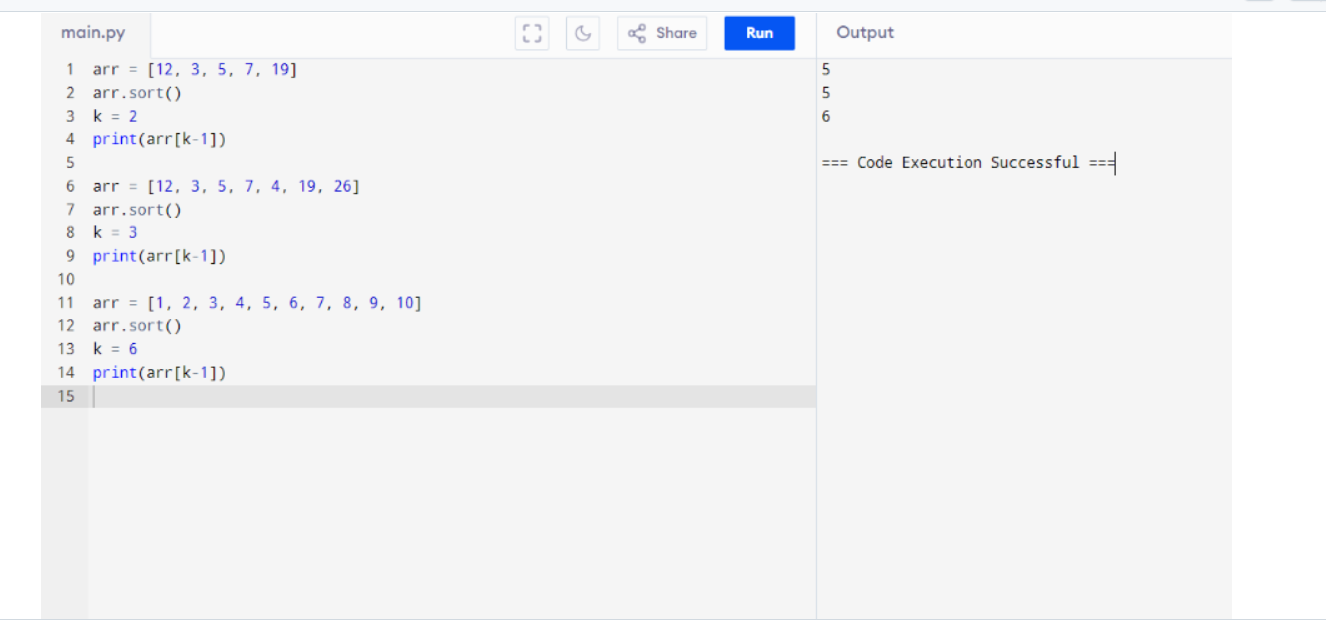 main.py Share Run Output
1 arr = [12, 3, 5, 7, 19]
2 arr.sort()
3 k = 2
4 print(arr[k-1])
5
6 arr = [12, 3, 5, 7, 4, 19, 26]
7 arr.sort()
8 k = 3
9 print(arr[k-1])
10
11 arr = [1, 2, 3, 4, 5, 6, 7, 8, 9, 10]
12 arr.sort()
13 k = 6
14 print(arr[k-1])
15
5
5
6
=== Code Execution Successful ===